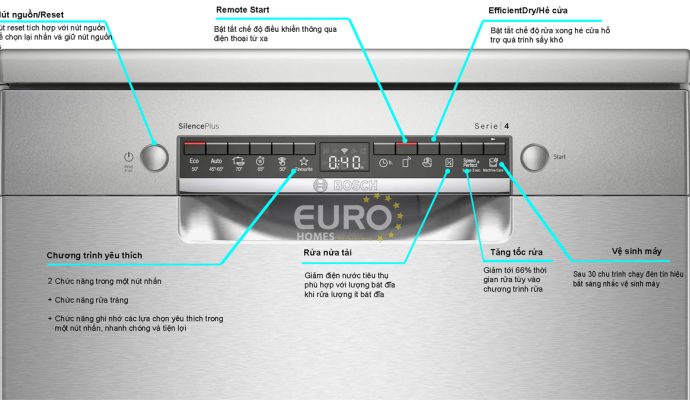 Nút nguồn/Reset
Nút reset tích hợp với nút nguồn
để chọn lại nhấn và giữ nút nguồn
Remote Start
Bật tắt chế độ điều khiển thông qua
điện thoại từ xa
EfficientDry/Hé cửa
Bật tắt chế độ rửa xong hé cửa hỗ
trợ quá trình sấy khô
SilencePlus
Serie | 4
Reset
Start
0:40
h
Eco
50°
Auto
45° 65°
70°
65°
50°
Favourite
Speed
Perfect
Machine Care
BOSCH
EURO
HOMES
Chương trình yêu thích
2 Chức năng trong một nút nhấn
+ Chức năng rửa tráng
+ Chức năng ghi nhớ các lựa chọn yêu thích trong
một nút nhấn, nhanh chóng và tiện lợi
Rửa nửa tải
Giảm điện nước tiêu thụ
phù hợp với lượng bát đĩa
khi rửa lượng ít bát đĩa
Tăng tốc rửa
Giảm tới 66% thời
gian rửa tùy vào
chương trình rửa
Vệ sinh máy
Sau 30 chu trình chạy đèn tín hiệu
bắt sáng nhắc vệ sinh máy